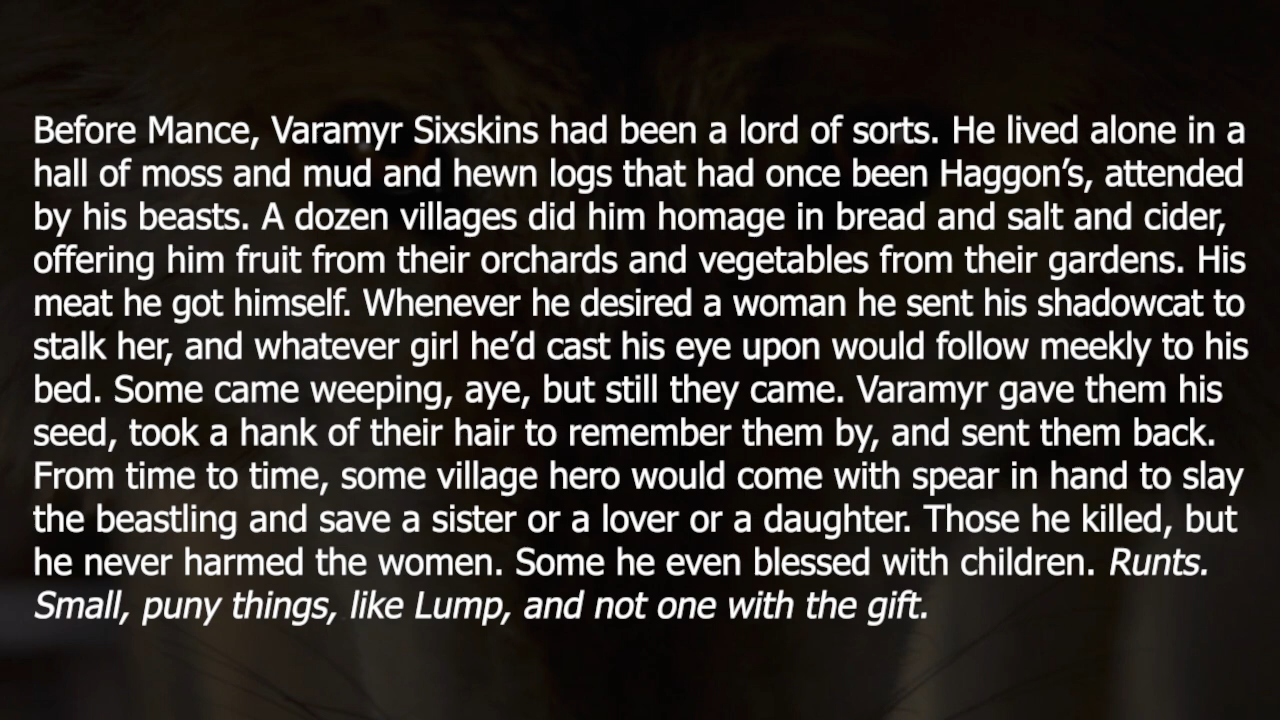 Before Mance, Varamyr Sixskins had been a lord of sorts. He lived alone in a
hall of moss and mud and hewn logs that had once been Haggon’s, attended
by his beasts. A dozen villages did him homage in bread and salt and cider,
offering him fruit from their orchards and vegetables from their gardens. His
meat he got himself. Whenever he desired a woman he sent his shadowcat to
stalk her, and whatever girl he’d cast his eye upon would follow meekly to his
bed. Some came weeping, aye, but still they came. Varamyr gave them his
seed, took a hank of their hair to remember them by, and sent them back.
From time to time, some village hero would come with spear in hand to slay
the beastling and save a sister or a lover or a daughter. Those he killed, but
he never harmed the women. Some he even blessed with children. Runts.
Small, puny things, like Lump, and not one with the gift.